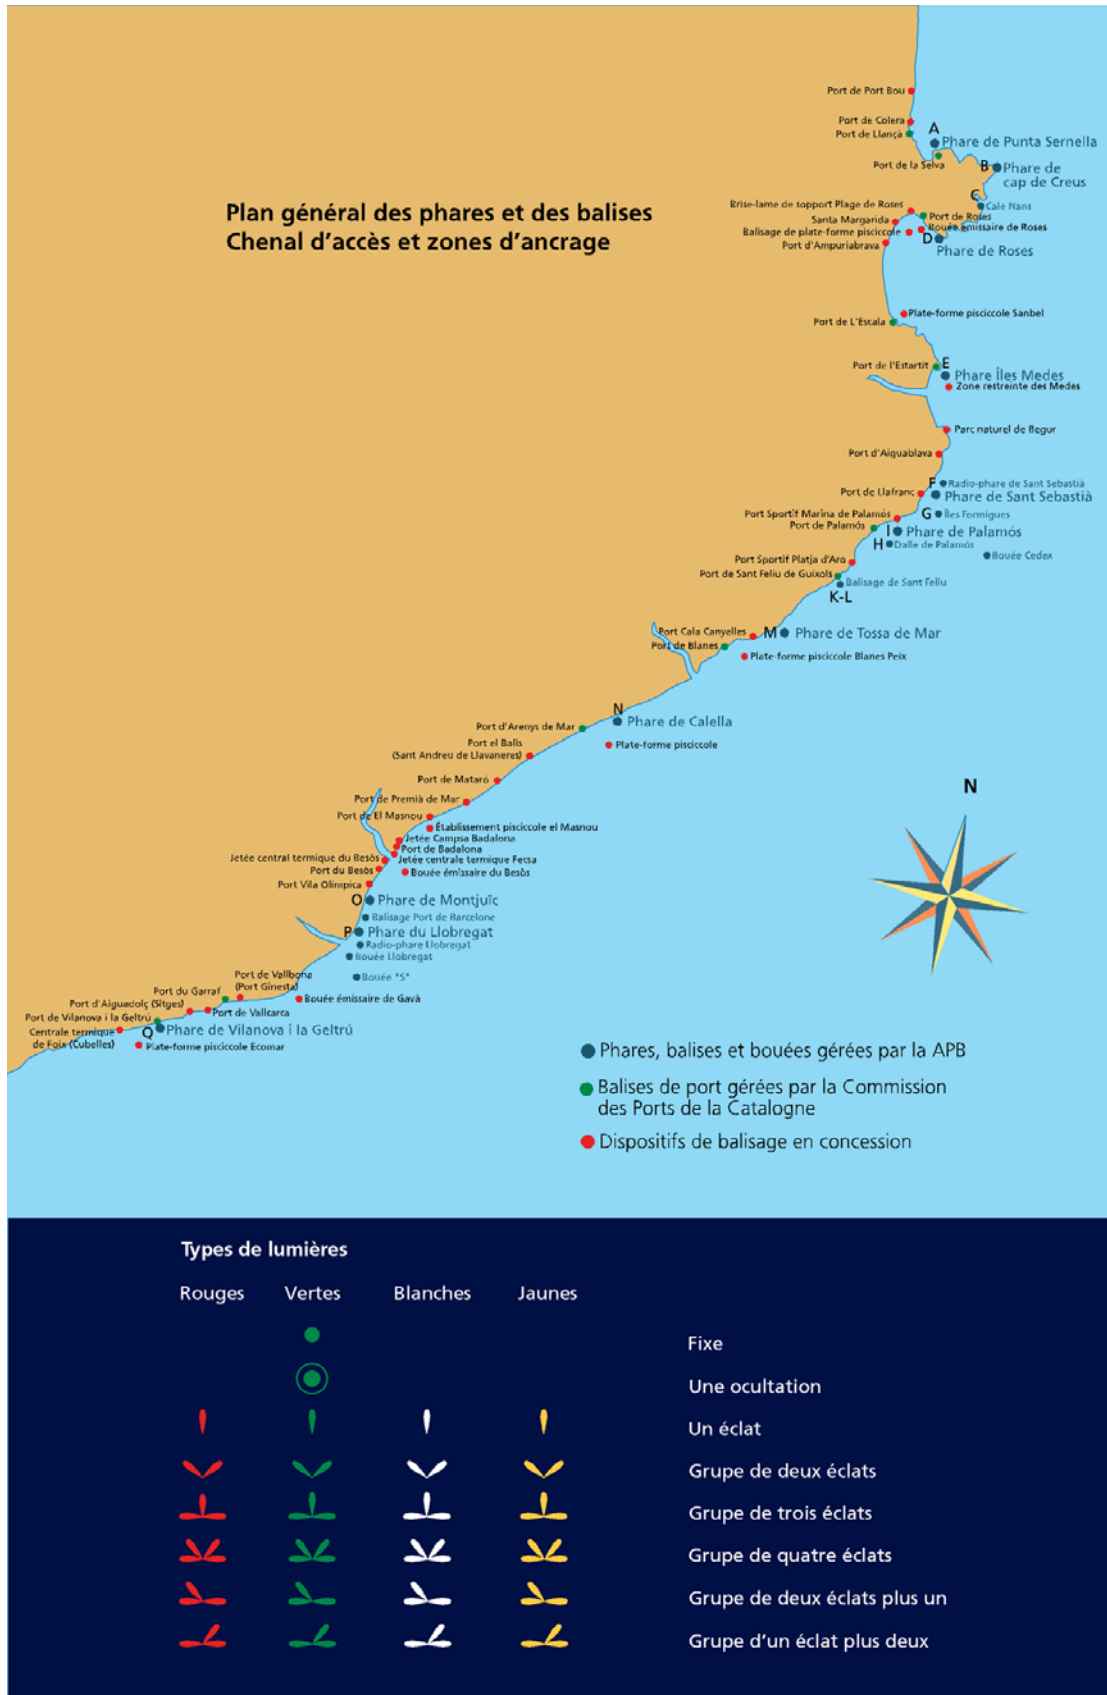 Plan général des phares et des balises
Chenal d'accès et zones d'ancrage
Port de Port Bou
Port de Colera
Port de Llançà
A
Phare de Punta Sernella
Port de la Selva
B
Phare de
cap de Creus
C
Cale Nans
Brise-lame de support Plage de Roses
Port de Roses
Santa Margarida
Bouée émissaire de Roses
Balisage de plate-forme piscicole
D
Port d'Ampuriabrava
Phare de Roses
Plate-forme pisciccole Sanbel
Port de L'Escala
Port de l'Estartit
E
Phare Îles Medes
Zone restreinte des Medes
Parc naturel de Begur
Port d'Aiguablava
F
Radio-phare de Sant Sebastià
Port de Llafranc
Phare de Sant Sebastià
G
Îles Formigues
Port Sportif Marina de Palamós
Port de Palamós
I
Phare de Palamós
H
Dalle de Palamós
Bouée Cedex
Port Sportif Platja d'Aro
Port de Sant Feliu de Guíxols
Balisage de Sant Feliu
K-L
Port Cala Canyelles
M
Phare de Tossa de Mar
Port de Blanes
Plate-forme pisciccole Blanes Peix
N
Phare de Calella
Port d'Arenys de Mar
Plate-forme pisciccole
Port el Balis
(Sant Andreu de Llavaneres)
Port de Mataró
Port de Premià de Mar
Port de El Masnou
Établissement pisciccole el Masnou
Jetée Campsa Badalona
Port de Badalona
Jetée central termique du Besòs
Jetée centrale termique Fecsa
Port du Besòs
Bouée émissaire du Besòs
Port Vila Olímpica
O
Phare de Montjuïc
Balisage Port de Barcelone
P
Phare du Llobregat
Radio-phare Llobregat
Bouée Llobregat
Bouée "S"
Port de Vallbona
(Port Ginesta)
Port du Garraf
Bouée émissaire de Gavà
Port d'Aiguadolç (Sitges)
Port de Vallcarca
Port de Vilanova i la Geltrú
Q
Phare de Vilanova i la Geltrú
Centrale termique
de Foix (Cubelles)
Plate-forme pisciccole Ecomar
N
Phares, balises et bouées gérées par la APB
Balises de port gérées par la Commission
des Ports de la Catalogne
Dispositifs de balisage en concession
Types de lumières
Rouges Vertes Blanches Jaunes
Fixe
Une ocultation
Un éclat
Grupe de deux éclats
Grupe de trois éclats
Grupe de quatre éclats
Grupe de deux éclats plus un
Grupe d'un éclat plus deux